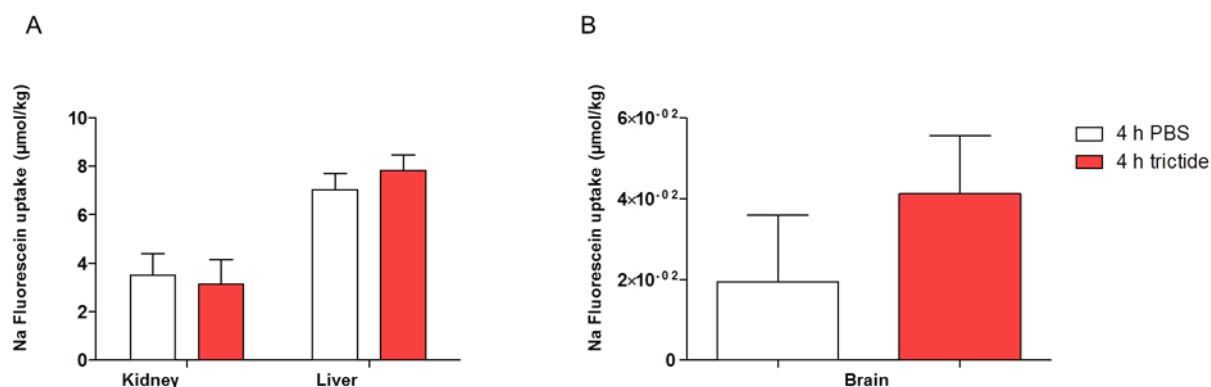 A
Na Fluorescein uptake (µmol/kg)
10
8
6
4
2
0
Kidney
Liver
B
Na Fluorescein uptake (µmol/kg)
6×10⁻⁰²
4×10⁻⁰²
2×10⁻⁰²
0
Brain
4 h PBS
4 h trictide